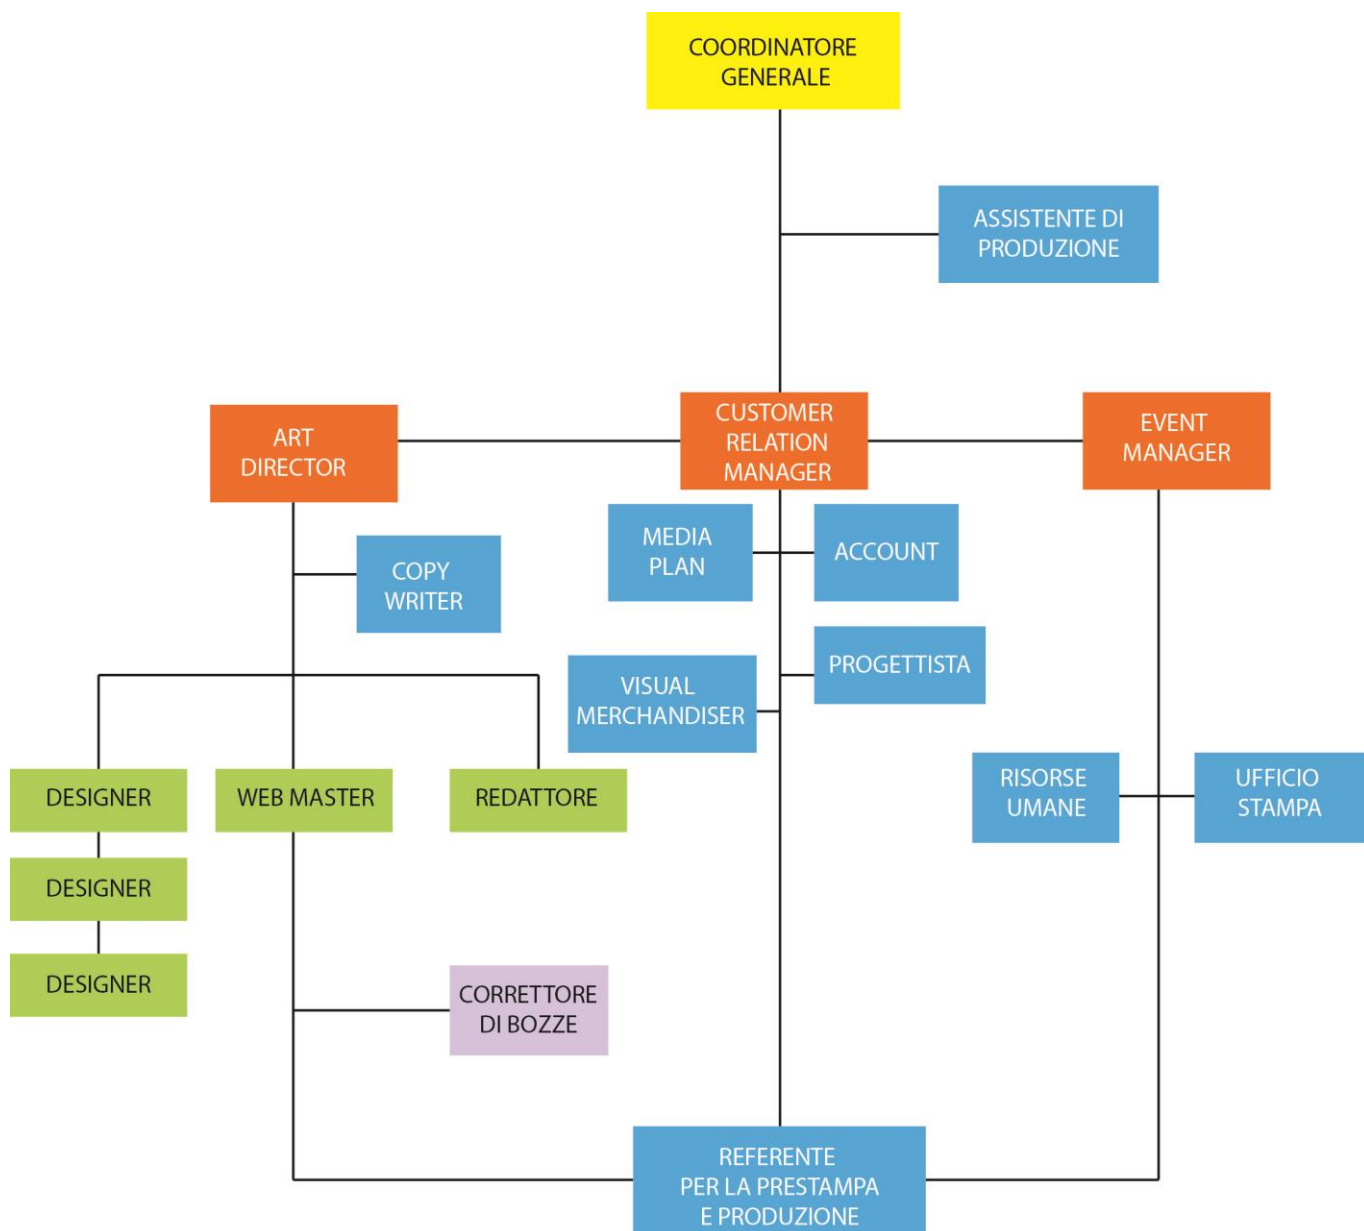 COORDINATORE
GENERALE
ASSISTENTE DI
PRODUZIONE
ART
DIRECTOR
CUSTOMER
RELATION
MANAGER
EVENT
MANAGER
COPY
WRITER
MEDIA
PLAN
ACCOUNT
VISUAL
MERCHANDISER
PROGETTISTA
DESIGNER
WEB MASTER
REDATTORE
RISORSE
UMANE
UFFICIO
STAMPA
DESIGNER
DESIGNER
CORRETTORE
DI BOZZE
REFERENTE
PER LA PRESTAMPA
E PRODUZIONE